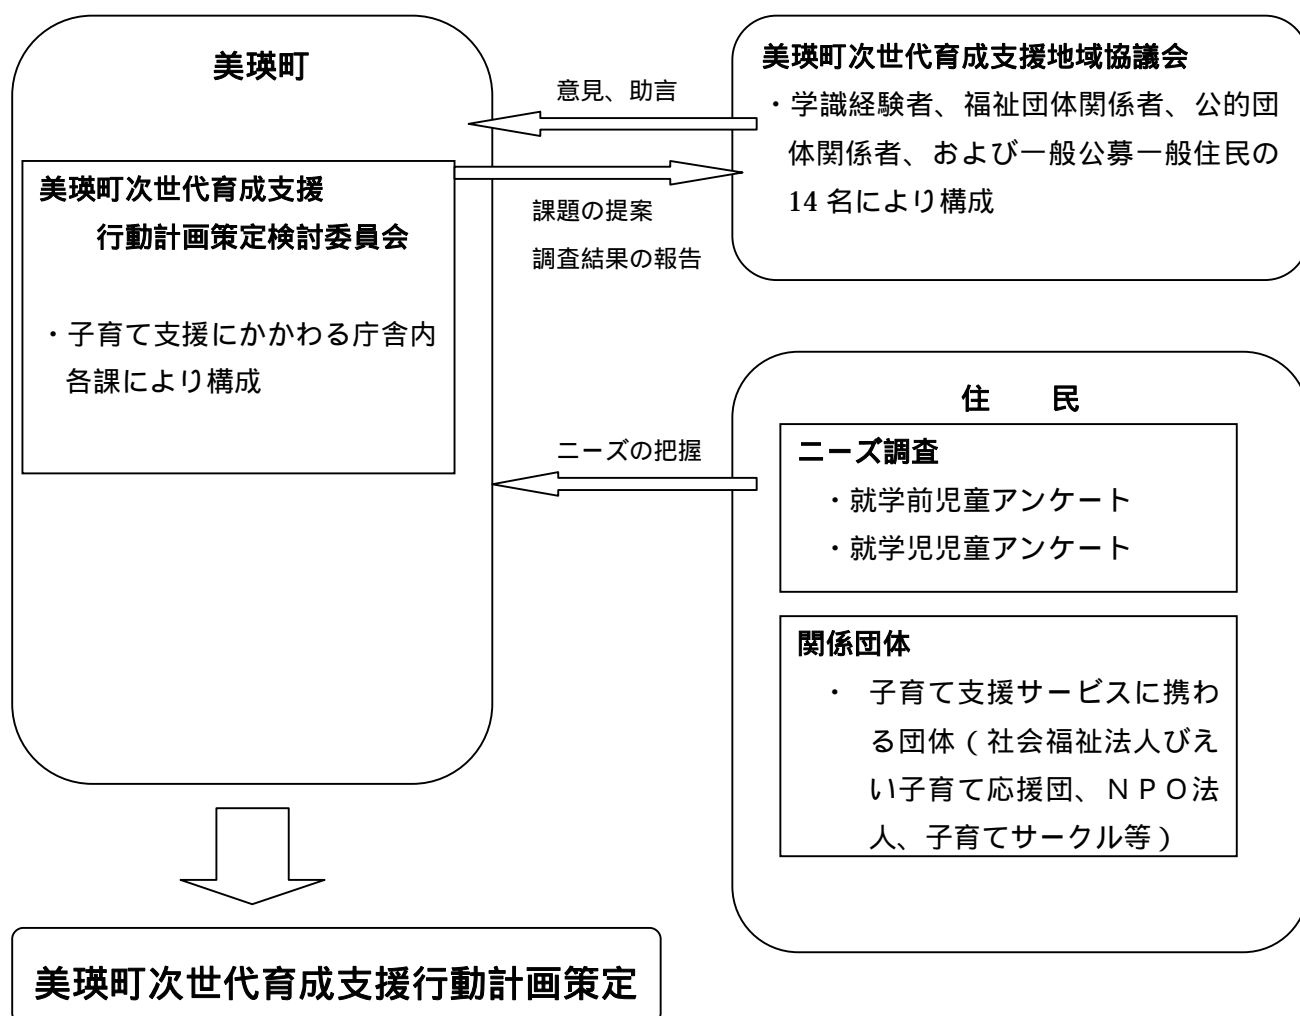 美瑛町
美瑛町次世代育成支援
行動計画策定検討委員会
・子育て支援にかかわる庁舎内
各課により構成
意見、助言
課題の提案
調査結果の報告
美瑛町次世代育成支援地域協議会
・学識経験者、福祉団体関係者、公的団
体関係者、および一般公募一般住民の
14 名により構成
ニーズの把握
住　民
ニーズ調査
・就学前児童アンケート
・就学児児童アンケート
関係団体
・ 子育て支援サービスに携わ
る団体（社会福祉法人びえ
い子育て応援団、ＮＰＯ法
人、子育てサークル等）
美瑛町次世代育成支援行動計画策定